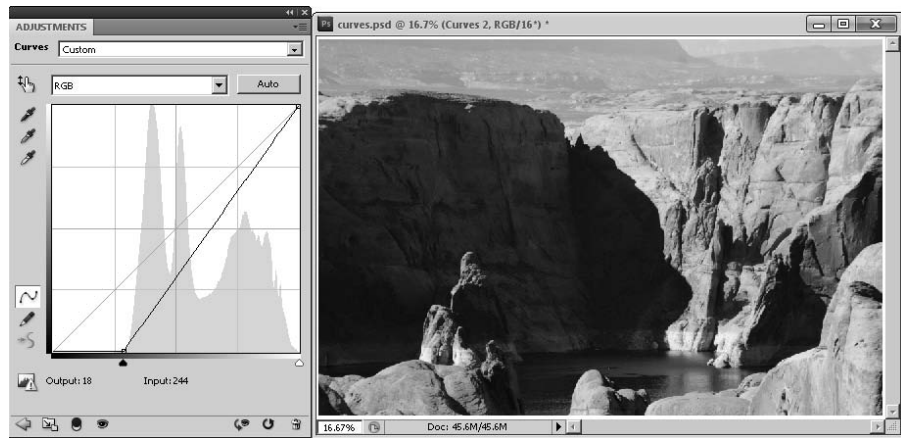 ADJUSTMENTS
Curves Custom
RGB Auto
Output: 18 Input: 244
Ps curves.psd @ 16.7% (Curves 2, RGB/16*) *
16.67% Doc: 45.6M/45.6M